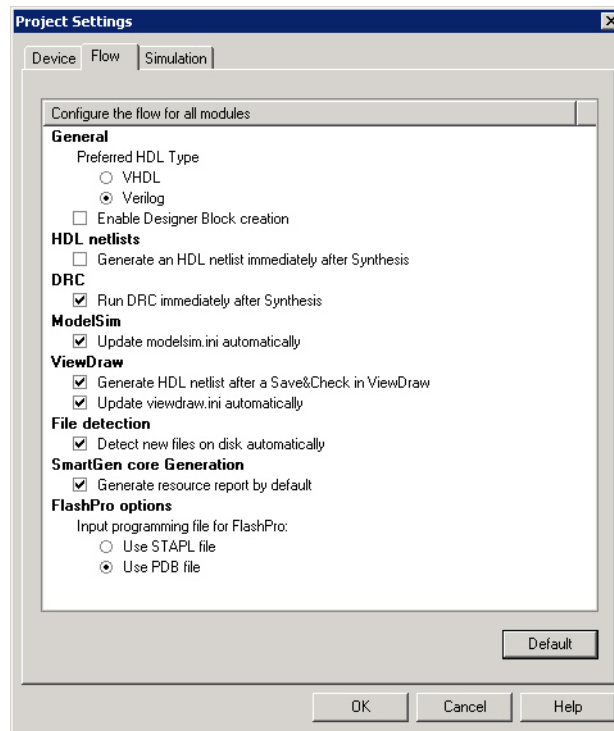 Project Settings
Device Flow Simulation
Configure the flow for all modules
General
Preferred HDL Type
VHDL
Verilog
Enable Designer Block creation
HDL netlists
Generate an HDL netlist immediately after Synthesis
DRC
Run DRC immediately after Synthesis
ModelSim
Update modelsim.ini automatically
ViewDraw
Generate HDL netlist after a Save&Check in ViewDraw
Update viewdraw.ini automatically
File detection
Detect new files on disk automatically
SmartGen core Generation
Generate resource report by default
FlashPro options
Input programming file for FlashPro:
Use STAPL file
Use PDB file
Default
OK Cancel Help